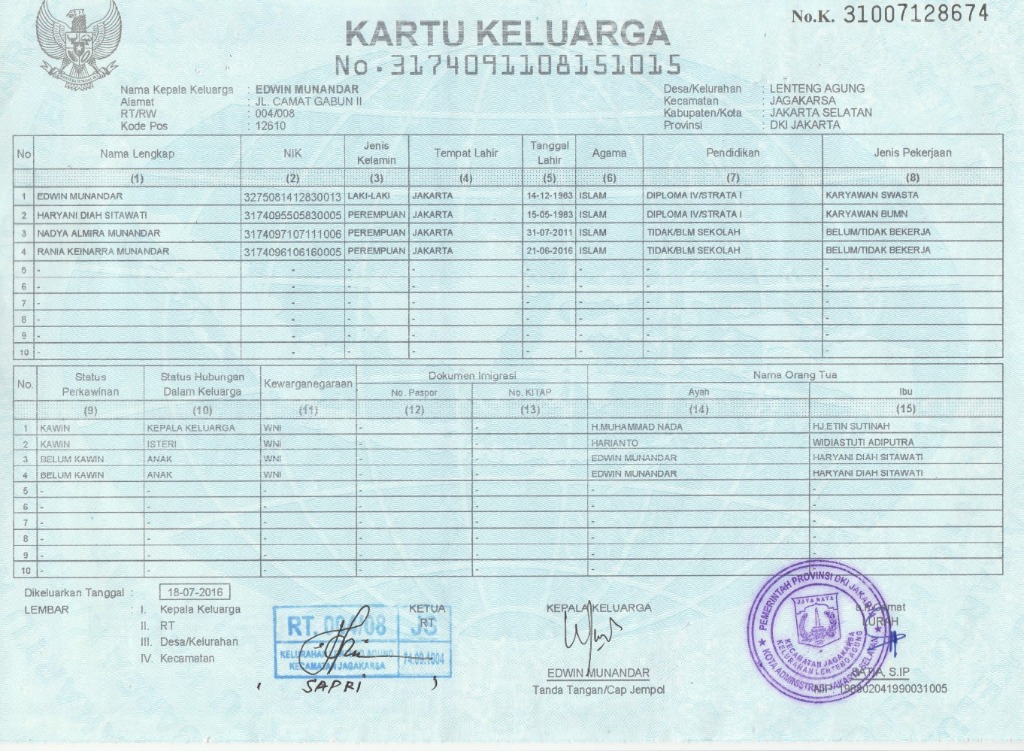 No.K. 31007128674
KARTU KELUARGA
No.3174091108151015
Nama Kepala Keluarga : EDWIN MUNANDAR
Alamat : JL. CAMAT GABUN II
RT/RW : 004/008
Kode Pos : 12610
Desa/Kelurahan : LENTENG AGUNG
Kecamatan : JAGAKARSA
Kabupaten/Kota : JAKARTA SELATAN
Provinsi : DKI JAKARTA
No Nama Lengkap NIK Jenis Kelamin Tempat Lahir Tanggal Lahir Agama Pendidikan Jenis Pekerjaan
(1) (2) (3) (4) (5) (6) (7) (8)
1 EDWIN MUNANDAR 3275081412830013 LAKI-LAKI JAKARTA 14-12-1983 ISLAM DIPLOMA IV/STRATA I KARYAWAN SWASTA
2 HARYANI DIAH SITAWATI 3174095505830005 PEREMPUAN JAKARTA 15-05-1983 ISLAM DIPLOMA IV/STRATA I KARYAWAN BUMN
3 NADYA ALMIRA MUNANDAR 3174097107111006 PEREMPUAN JAKARTA 31-07-2011 ISLAM TIDAK/BLM SEKOLAH BELUM/TIDAK BEKERJA
4 RANIA KEINARRA MUNANDAR 3174096106160005 PEREMPUAN JAKARTA 21-06-2016 ISLAM TIDAK/BLM SEKOLAH BELUM/TIDAK BEKERJA
5 - - - - - - - -
6 - - - - - - - -
7 - - - - - - - -
8 - - - - - - - -
9 - - - - - - - -
10 - - - - - - - -
No. Status Perkawinan Status Hubungan Dalam Keluarga Kewarganegaraan Dokumen Imigrasi Nama Orang Tua
No. Paspor No. KITAP Ayah Ibu
(9) (10) (11) (12) (13) (14) (15)
1 KAWIN KEPALA KELUARGA WNI - - H.MUHAMMAD NADA HJ.ETIN SUTINAH
2 KAWIN ISTERI WNI - - HARIANTO WIDIASTUTI ADIPUTRA
3 BELUM KAWIN ANAK WNI - - EDWIN MUNANDAR HARYANI DIAH SITAWATI
4 BELUM KAWIN ANAK WNI - - EDWIN MUNANDAR HARYANI DIAH SITAWATI
5 - - - - - - -
6 - - - - - - -
7 - - - - - - -
8 - - - - - - -
9 - - - - - - -
10 - - - - - - -
Dikeluarkan Tanggal : 18-07-2016
LEMBAR : I. Kepala Keluarga
II. RT
III. Desa/Kelurahan
IV. Kecamatan
KETUA
RT
RT. 004/08 JS
KELURAHAN LENTENG AGUNG
KECAMATAN JAGAKARSA
SAPRI
KEPALA KELUARGA
EDWIN MUNANDAR
Tanda Tangan/Cap Jempol
Camat
LURAH
PEMERINTAH PROVINSI DKI JAKARTA
JAYA RAYA
KECAMATAN JAGAKARSA
KELURAHAN LENTENG AGUNG
KOTA ADMINISTRASI JAKARTA SELATAN
S.IP